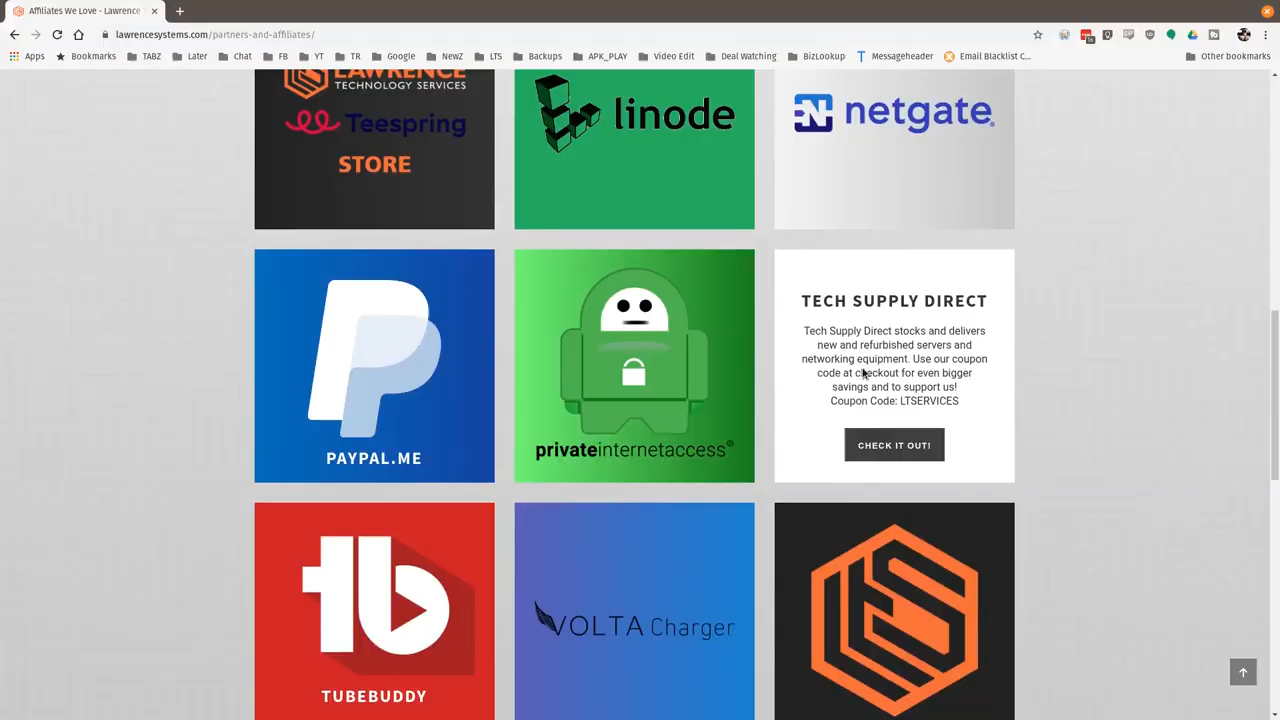 Affiliates We Love - Lawrence
lawrencesystems.com/partners-and-affiliates/
Apps Bookmarks TABZ Later Chat FB YT TR Google NewZ LTS Backups APK_PLAY Video Edit Deal Watching BizLookup Messageheader Email Blacklist C... Other bookmarks
LAWRENCE
TECHNOLOGY SERVICES
Teespring
STORE
linode
netgate®
PAYPAL.ME
privateinternetaccess®
TECH SUPPLY DIRECT
Tech Supply Direct stocks and delivers
new and refurbished servers and
networking equipment. Use our coupon
code at checkout for even bigger
savings and to support us!
Coupon Code: LTSERVICES
CHECK IT OUT!
tb
TUBEBUDDY
VOLTA Charger